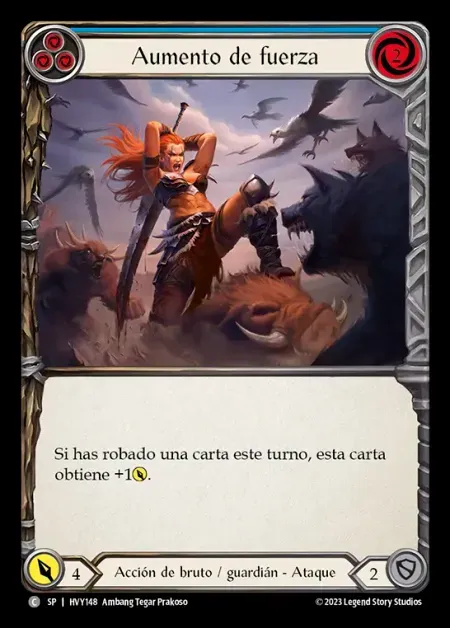 Aumento de fuerza
2
Si has robado una carta este turno, esta carta
obtiene +1.
4
Acción de bruto / guardián - Ataque
2
C SP | HVY148 Ambang Tegar Prakoso
© 2023 Legend Story Studios